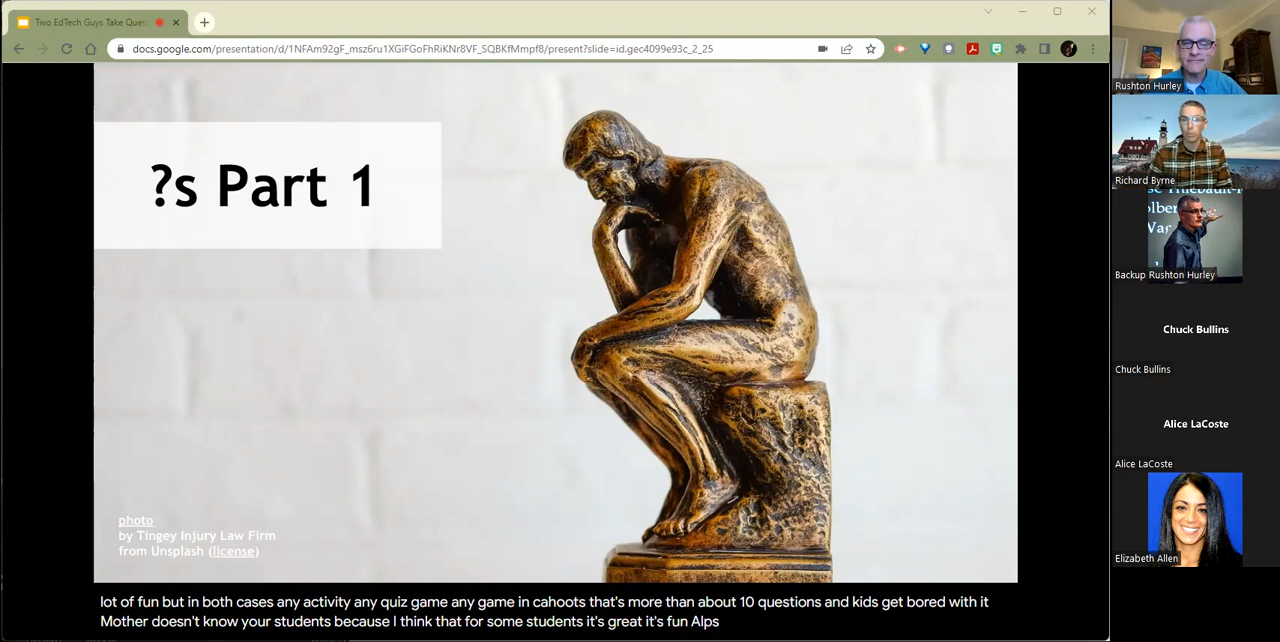 Two EdTech Guys Take Ques
docs.google.com/presentation/d/1NFAm92gF_msz6ru1XGiFGoFhRiKNr8VF_SQBKfMmpf8/present?slide=id.gec4099e93c_2_25
?s Part 1
photo
by Tingey Injury Law Firm
from Unsplash (license)
lot of fun but in both cases any activity any quiz game any game in cahoots that's more than about 10 questions and kids get bored with it
Mother doesn't know your students because I think that for some students it's great it's fun Alps
Rushton Hurley
Richard Byrne
Backup Rushton Hurley
Chuck Bullins
Chuck Bullins
Alice LaCoste
Alice LaCoste
Elizabeth Allen